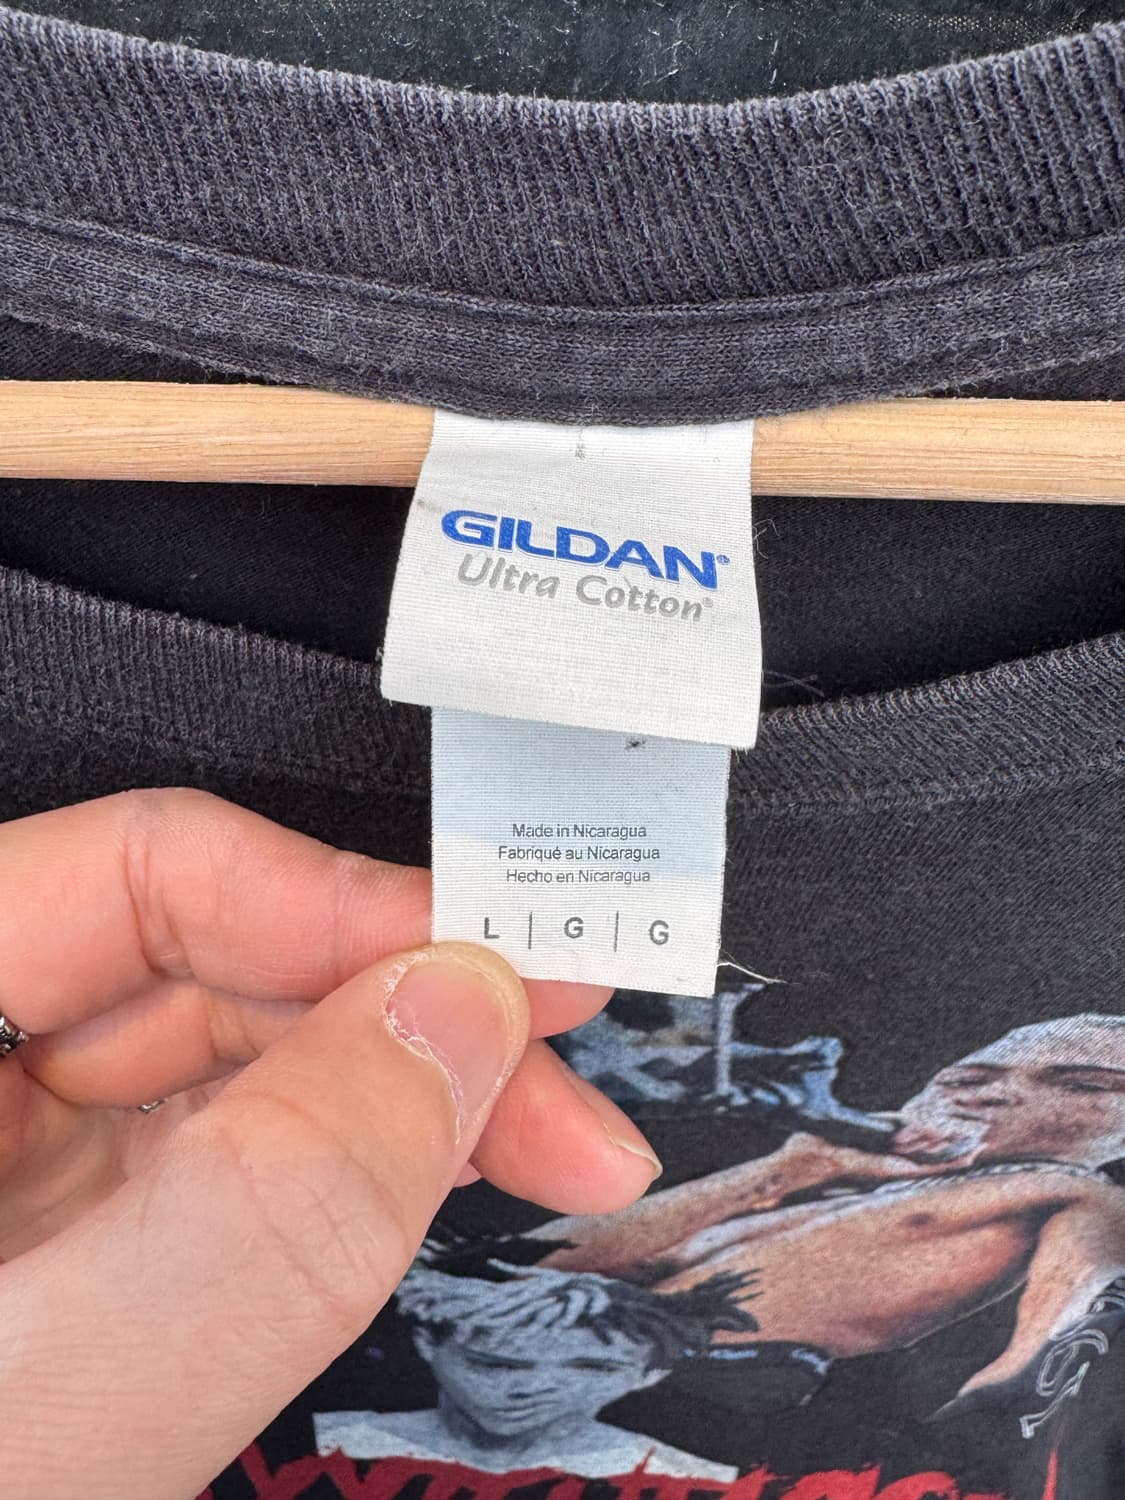 GILDAN®
Ultra Cotton®
Made in Nicaragua
Fabriqué au Nicaragua
Hecho en Nicaragua
L | G | G